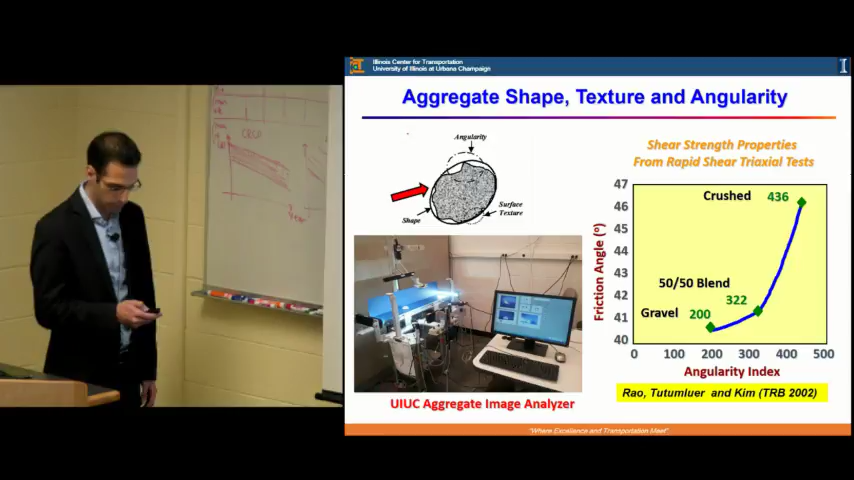 CRCP
Illinois Center for Transportation
University of Illinois at Urbana Champaign
Aggregate Shape, Texture and Angularity
Angularity
Surface
Texture
Shape
UIUC Aggregate Image Analyzer
Shear Strength Properties
From Rapid Shear Triaxial Tests
Friction Angle (°)
47
46
45
44
43
42
41
40
Crushed 436
50/50 Blend
322
Gravel 200
0 100 200 300 400 500
Angularity Index
Rao, Tutumluer and Kim (TRB 2002)
"Where Excellence and Transportation Meet"